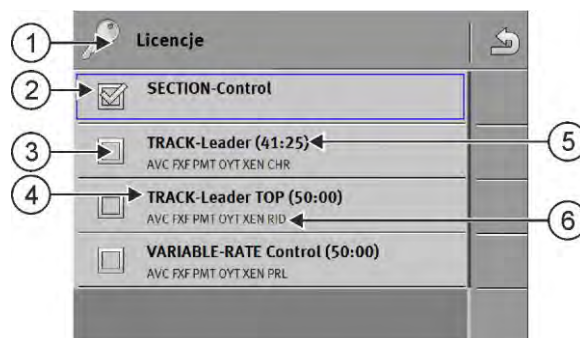 1
Licencje
2
SECTION-Control
3
TRACK-Leader (41:25)
5
AVC FXF PMT OYT XEN CHR
4
TRACK-Leader TOP (50:00)
AVC FXF PMT OYT XEN RID
6
VARIABLE-RATE Control (50:00)
AVC FXF PMT OYT XEN PRL